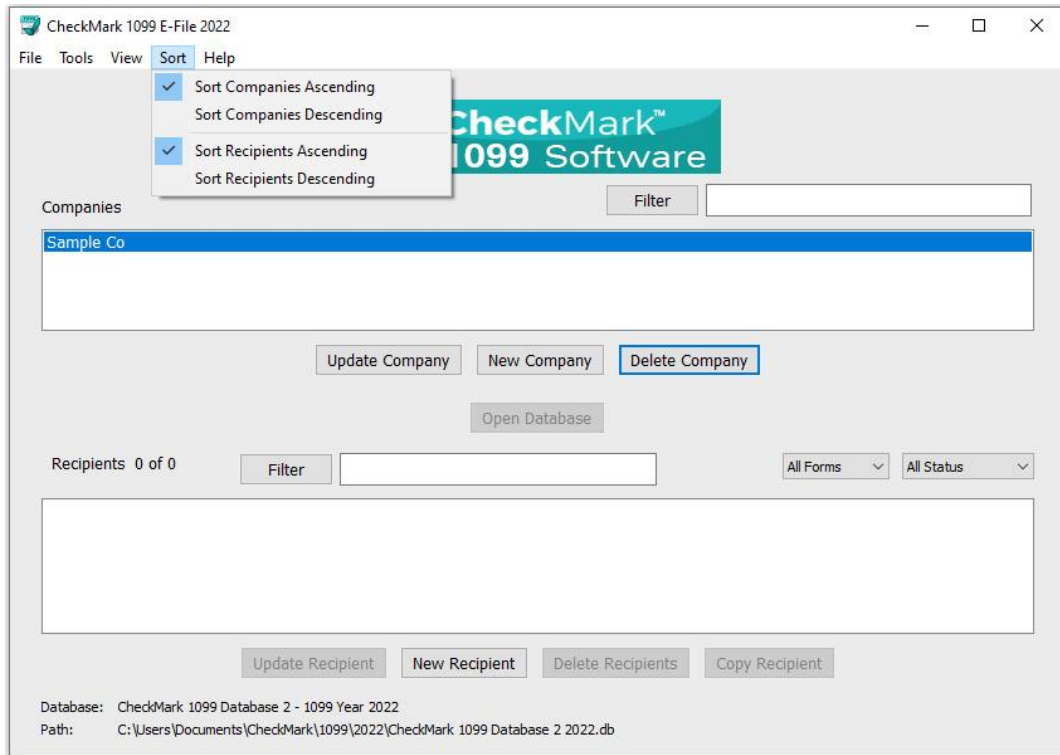 CheckMark 1099 E-File 2022
File Tools View Sort Help
Sort Companies Ascending
Sort Companies Descending
Sort Recipients Ascending
Sort Recipients Descending
CheckMark™
1099 Software
Companies
Filter
Sample Co
Update Company New Company Delete Company
Open Database
Recipients 0 of 0 Filter All Forms All Status
Update Recipient New Recipient Delete Recipients Copy Recipient
Database: CheckMark 1099 Database 2 - 1099 Year 2022
Path: C:\Users\Documents\CheckMark\1099\2022\CheckMark 1099 Database 2 2022.db